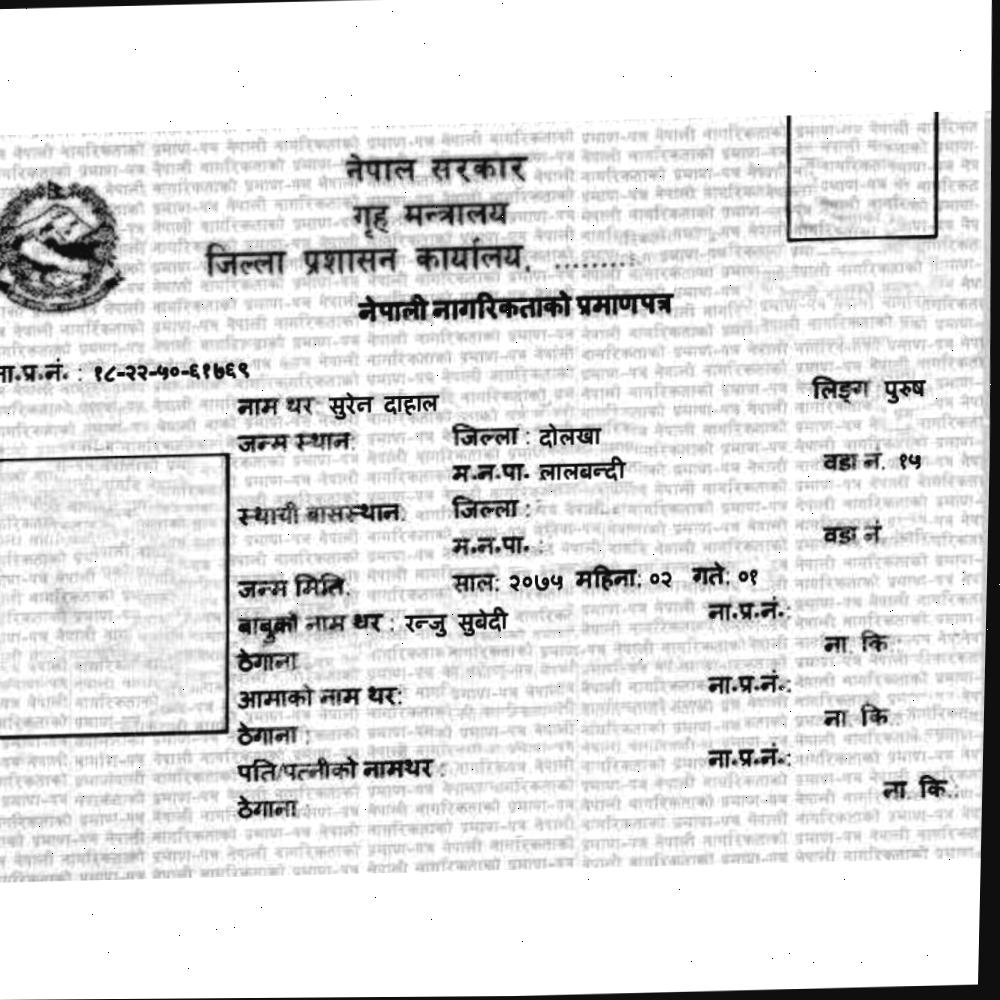 नेपाल सरकार
गृह मन्त्रालय
जिल्ला प्रशासन कार्यालय, .........
नेपाली नागरिकताको प्रमाणपत्र
ना.प्र.नं. : १८-२२-५०-६१७६९
लिङ्ग पुरुष
नाम थर सुरेन दाहाल
जन्म स्थान: जिल्ला : दोलखा
म.न.पा. लालबन्दी वडा नं. १५
स्थायी बासस्थान: जिल्ला :
म.न.पा. : वडा नं.
जन्म मिति: साल: २०७५ महिना: ०२ गते: ०१
बाबुको नाम थर : रन्जु सुबेदी ना.प्र.नं.:
ठेगाना ना. कि.:
आमाको नाम थर: ना.प्र.नं.:
ठेगाना : ना. कि.:
पति/पत्नीको नामथर : ना.प्र.नं.:
ठेगाना ना. कि.: